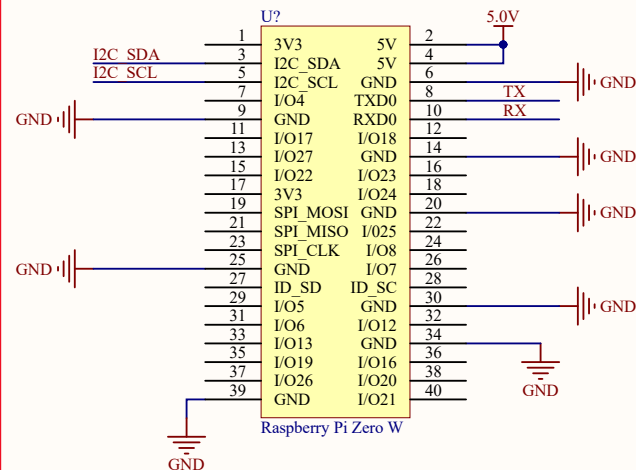 U?
5.0V
1 3V3 5V 2
I2C_SDA 3 I2C_SDA 5V 4
I2C_SCL 5 I2C_SCL GND 6 GND
7 I/O4 TXD0 8 TX
GND 9 GND RXD0 10 RX
11 I/O17 I/O18 12
13 I/O27 GND 14 GND
15 I/O22 I/O23 16
17 3V3 I/O24 18
19 SPI_MOSI GND 20 GND
21 SPI_MISO I/025 22
23 SPI_CLK I/O8 24
GND 25 GND I/O7 26
27 ID_SD ID_SC 28
29 I/O5 GND 30 GND
31 I/O6 I/O12 32
33 I/O13 GND 34
35 I/O19 I/O16 36
37 I/O26 I/O20 38
39 GND I/O21 40
GND
Raspberry Pi Zero W
GND